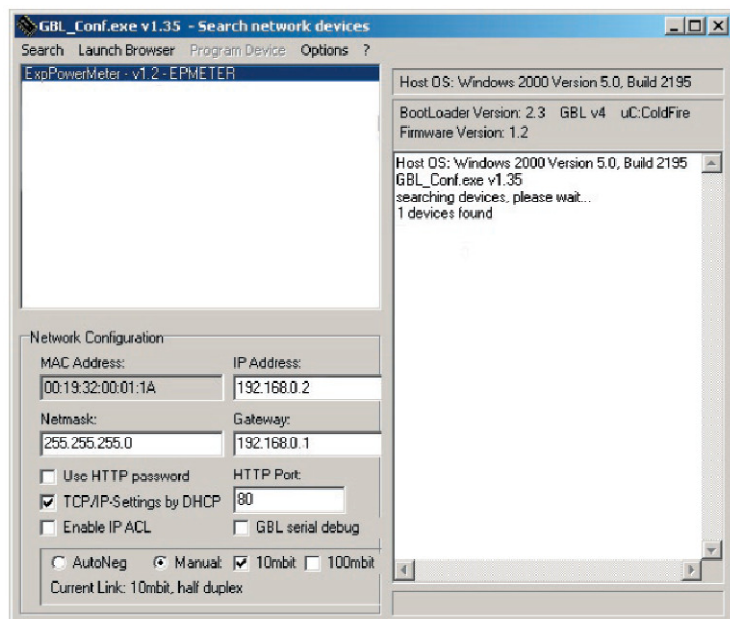 GBL_Conf.exe v1.35 - Search network devices
Search Launch Browser Program Device Options ?
ExpPowerMeter - v1.2 - EPMETER
Host OS: Windows 2000 Version 5.0, Build 2195
BootLoader Version: 2.3 GBL v4 uC:ColdFire
Firmware Version: 1.2
Host OS: Windows 2000 Version 5.0, Build 2195
GBL_Conf.exe v1.35
searching devices, please wait...
1 devices found
Network Configuration
MAC Address: IP Address:
00:19:32:00:01:1A 192.168.0.2
Netmask: Gateway:
255.255.255.0 192.168.0.1
Use HTTP password HTTP Port:
TCP/IP-Settings by DHCP 80
Enable IP ACL GBL serial debug
AutoNeg Manual: 10mbit 100mbit
Current Link: 10mbit, half duplex